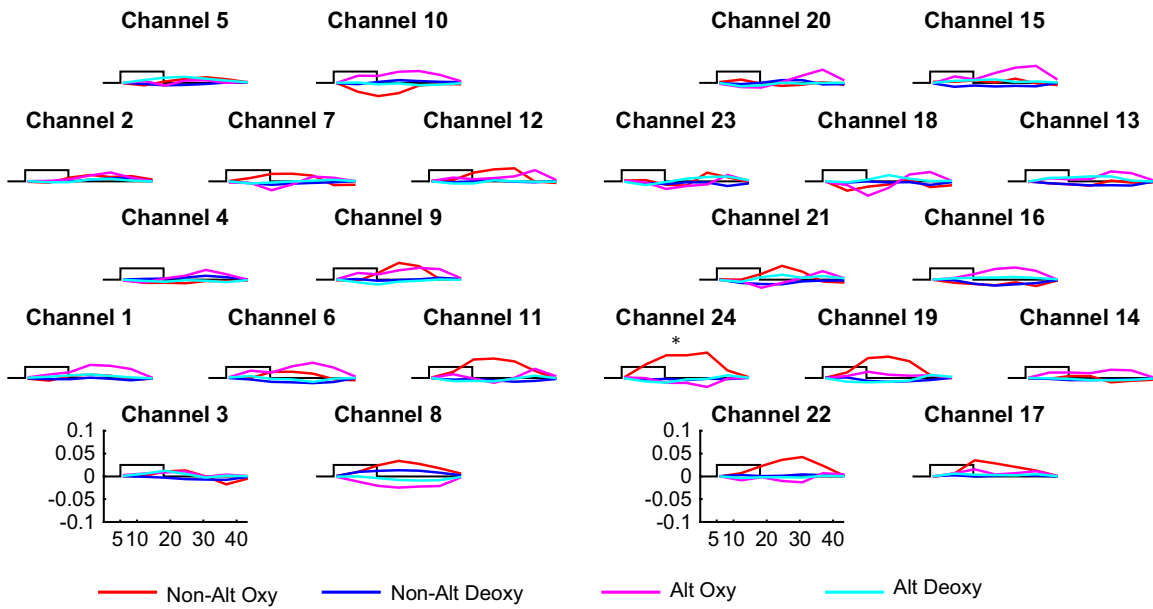 Channel 5 Channel 10 Channel 20 Channel 15
Channel 2 Channel 7 Channel 12 Channel 23 Channel 18 Channel 13
Channel 4 Channel 9 Channel 21 Channel 16
Channel 1 Channel 6 Channel 11 Channel 24 Channel 19 Channel 14
*
Channel 3 Channel 8 Channel 22 Channel 17
0.1 0.1
0.05 0.05
0 0
-0.05 -0.05
-0.1 -0.1
5 10 20 30 40 5 10 20 30 40
Non-Alt Oxy Non-Alt Deoxy Alt Oxy Alt Deoxy